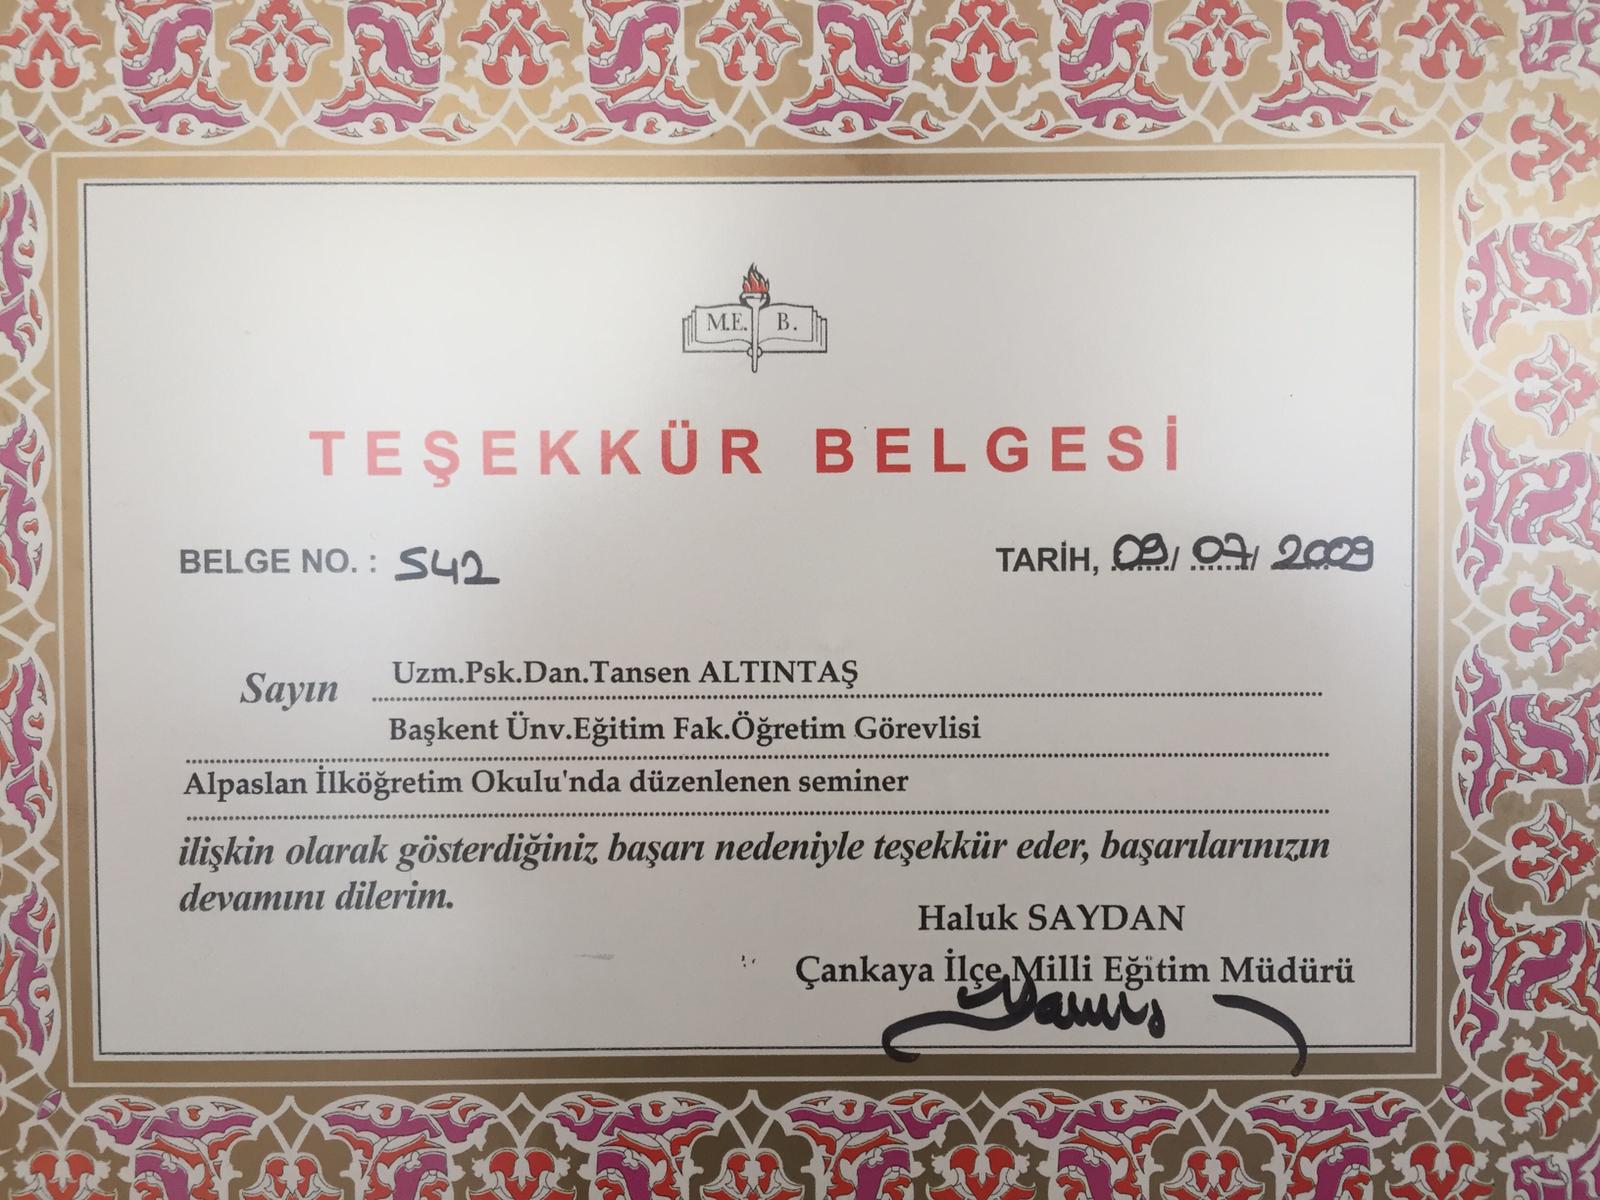 M.E. B.
TEŞEKKÜR BELGESİ
BELGE NO. : 542
TARİH, 09/ 07/ 2009
Sayın Uzm.Psk.Dan.Tansen ALTINTAŞ
Başkent Ünv.Eğitim Fak.Öğretim Görevlisi
Alpaslan İlköğretim Okulu'nda düzenlenen seminer
ilişkin olarak gösterdiğiniz başarı nedeniyle teşekkür eder, başarılarınızın
devamını dilerim.
Haluk SAYDAN
Çankaya İlçe Milli Eğitim Müdürü